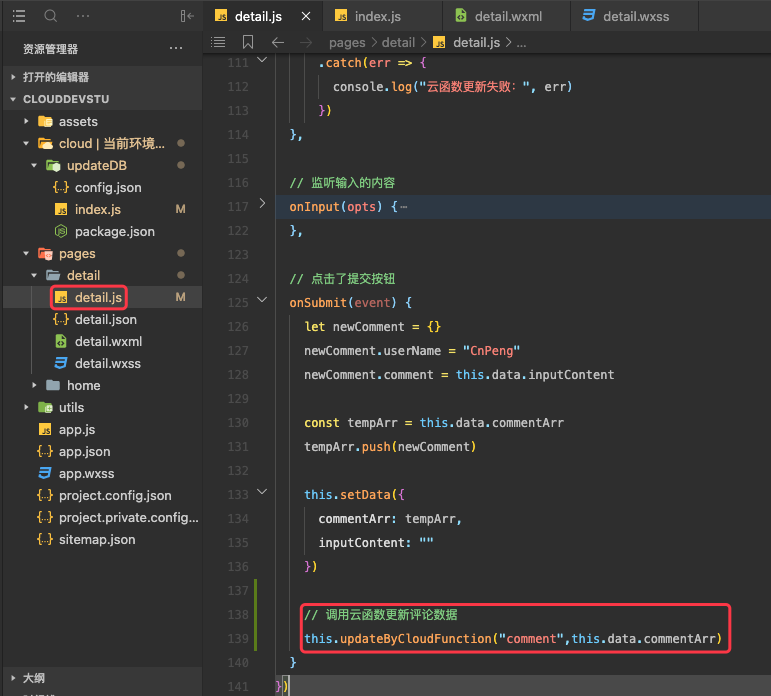 detail.js
index.js
detail.wxml
detail.wxss
资源管理器
pages > detail > detail.js > ...
打开的编辑器
CLOUDDEVSTU
assets
cloud | 当前环境...
updateDB
config.json
index.js M
package.json
pages
detail
detail.js M
detail.json
detail.wxml
detail.wxss
home
utils
app.js
app.json
app.wxss
project.config.json
project.private.config...
sitemap.json
大纲
111 .catch(err => {
112 console.log("云函数更新失败: ", err)
113 })
114 },
115
116 // 监听输入的内容
117 onInput(opts) {…
122 },
123
124 // 点击了提交按钮
125 onSubmit(event) {
126 let newComment = {}
127 newComment.userName = "CnPeng"
128 newComment.comment = this.data.inputContent
129
130 const tempArr = this.data.commentArr
131 tempArr.push(newComment)
132
133 this.setData({
134 commentArr: tempArr,
135 inputContent: ""
136 })
137
138 // 调用云函数更新评论数据
139 this.updateByCloudFunction("comment",this.data.commentArr)
140 }
141 })